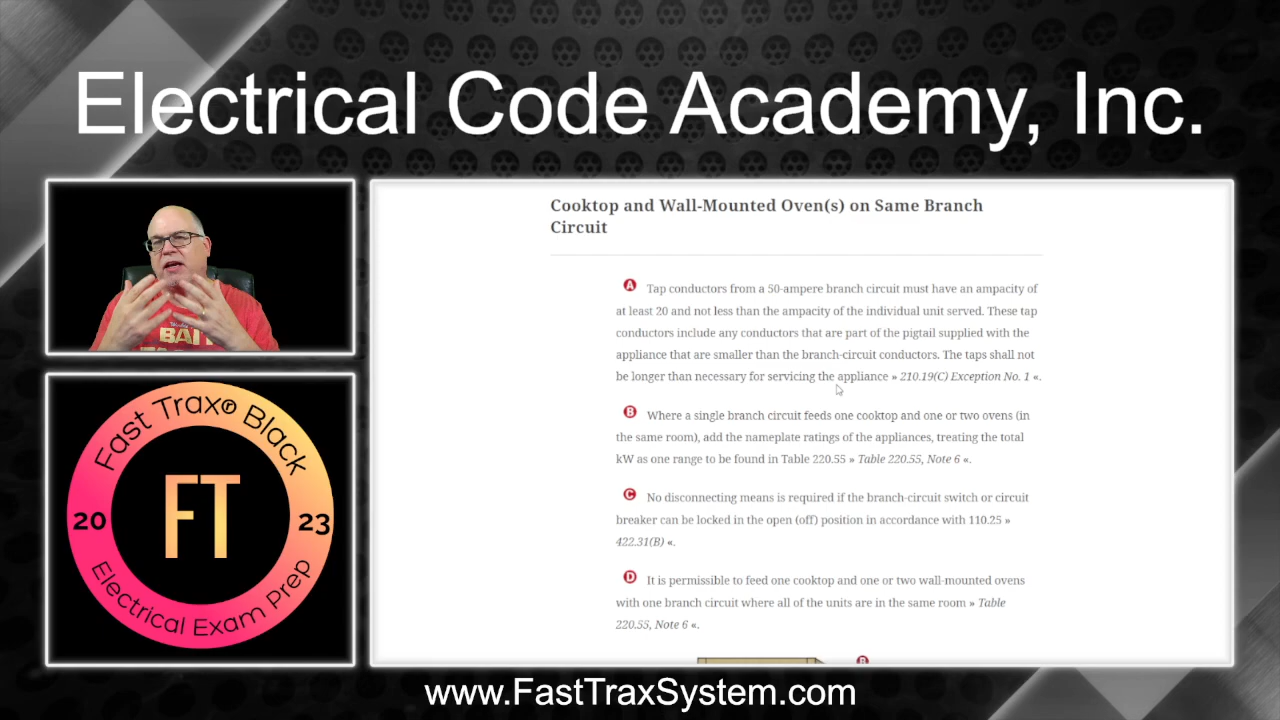 Electrical Code Academy, Inc.
BAIT
Fast Trax® Black
FT
20 23
Electrical Exam Prep
Cooktop and Wall-Mounted Oven(s) on Same Branch
Circuit
A Tap conductors from a 50-ampere branch circuit must have an ampacity of
at least 20 and not less than the ampacity of the individual unit served. These tap
conductors include any conductors that are part of the pigtail supplied with the
appliance that are smaller than the branch-circuit conductors. The taps shall not
be longer than necessary for servicing the appliance » 210.19(C) Exception No. 1 «.
B Where a single branch circuit feeds one cooktop and one or two ovens (in
the same room), add the nameplate ratings of the appliances, treating the total
kW as one range to be found in Table 220.55 » Table 220.55, Note 6 «.
C No disconnecting means is required if the branch-circuit switch or circuit
breaker can be locked in the open (off) position in accordance with 110.25 »
422.31(B) «.
D It is permissible to feed one cooktop and one or two wall-mounted ovens
with one branch circuit where all of the units are in the same room » Table
220.55, Note 6 «.
B
www.FastTraxSystem.com